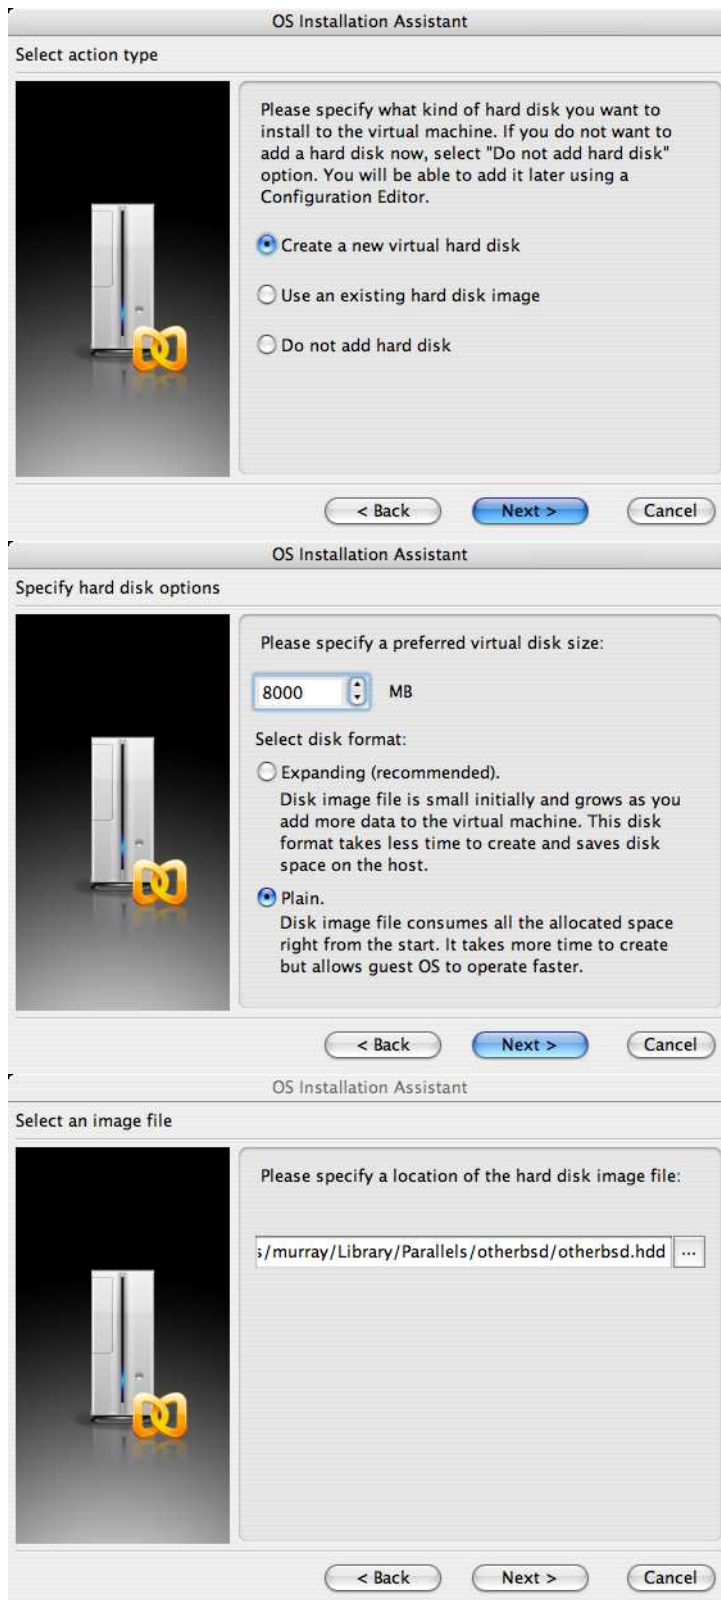 OS Installation Assistant
Select action type
Please specify what kind of hard disk you want to
install to the virtual machine. If you do not want to
add a hard disk now, select "Do not add hard disk"
option. You will be able to add it later using a
Configuration Editor.
Create a new virtual hard disk
Use an existing hard disk image
Do not add hard disk
< Back
Next >
Cancel
OS Installation Assistant
Specify hard disk options
Please specify a preferred virtual disk size:
8000 MB
Select disk format:
Expanding (recommended).
Disk image file is small initially and grows as you
add more data to the virtual machine. This disk
format takes less time to create and saves disk
space on the host.
Plain.
Disk image file consumes all the allocated space
right from the start. It takes more time to create
but allows guest OS to operate faster.
< Back
Next >
Cancel
OS Installation Assistant
Select an image file
Please specify a location of the hard disk image file:
s/murray/Library/Parallels/otherbsd/otherbsd.hdd ...
< Back
Next >
Cancel